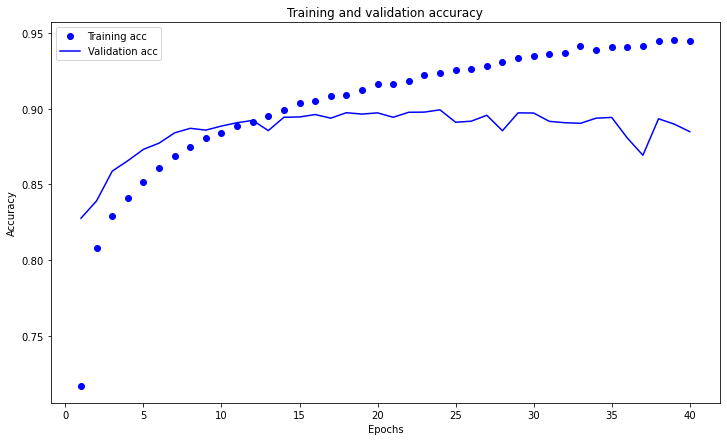 Training and validation accuracy
Training acc
Validation acc
0.95
0.90
0.85
0.80
0.75
Accuracy
0 5 10 15 20 25 30 35 40
Epochs